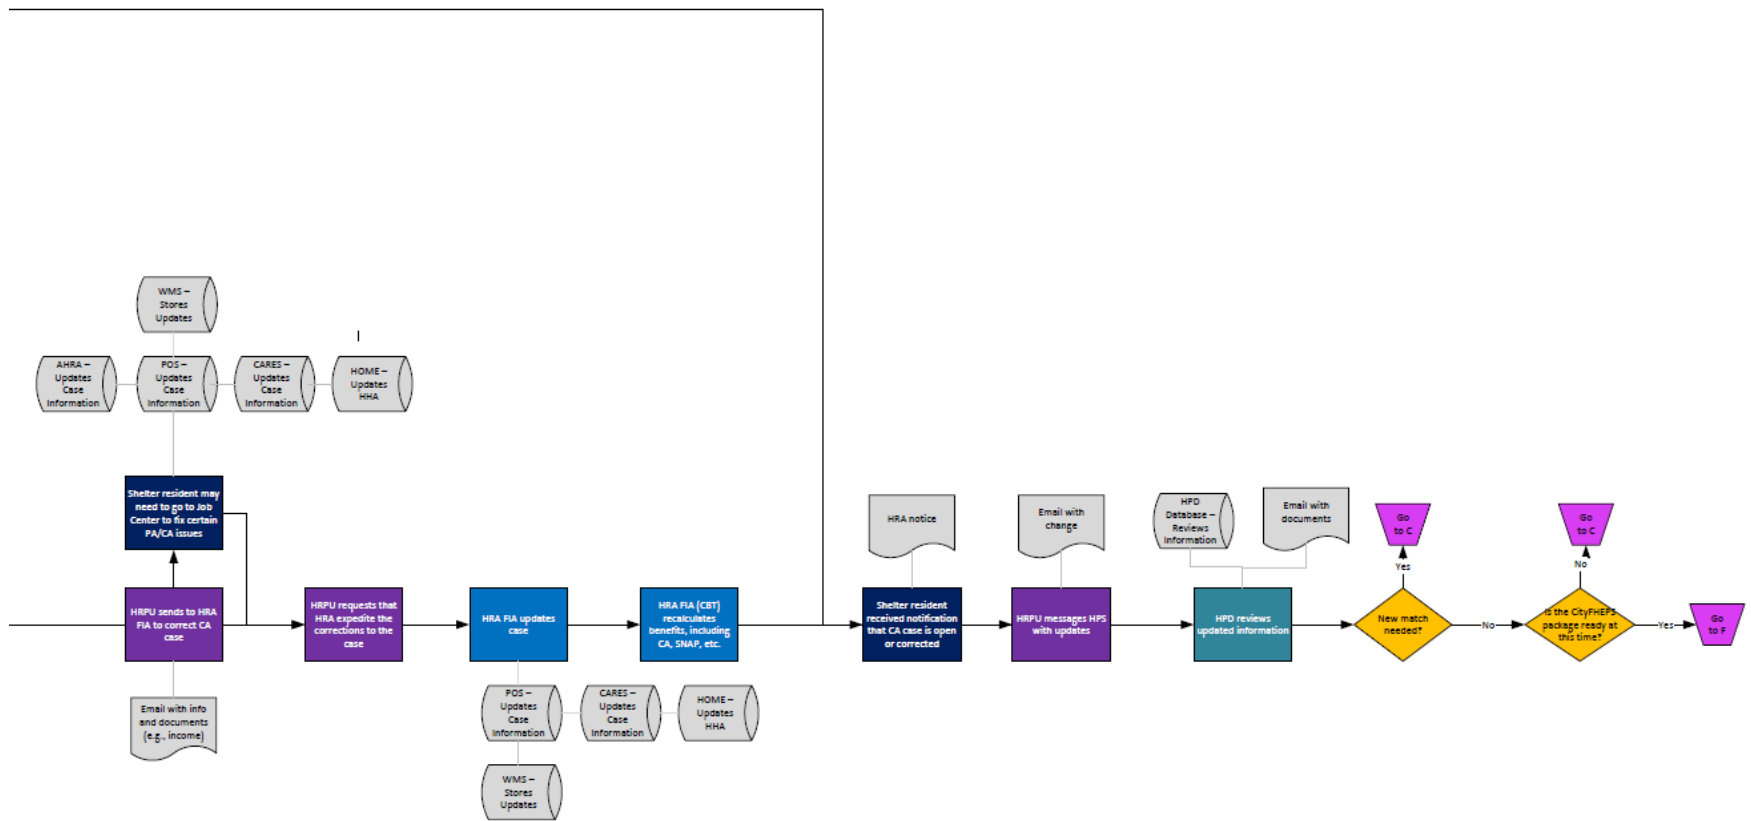 WMS –
Stores
Updates
AHRA –
Updates
Case
Information
POS –
Updates
Case
Information
CARES –
Updates
Case
Information
HOME –
Updates
HHA
Shelter resident may
need to go to Job
Center to fix certain
PA/CA issues
HRPU sends to HRA
FIA to correct CA
case
Email with info
and documents
(e.g., income)
HRPU requests that
HRA expedite the
corrections to the
case
HRA FIA updates
case
POS –
Updates
Case
Information
CARES –
Updates
Case
Information
HOME –
Updates
HHA
WMS –
Stores
Updates
HRA FIA (CBT)
recalculates
benefits, including
CA, SNAP, etc.
HRA notice
Shelter resident
received notification
that CA case is open
or corrected
Email with
change
HRPU messages HPS
with updates
HPD
Database –
Reviews
Information
Email with
documents
HPD reviews
updated information
Go
to C
Yes
New match
needed?
No
Go
to C
No
Is the CityFHEPS
package ready at
this time?
Yes
Go
to F